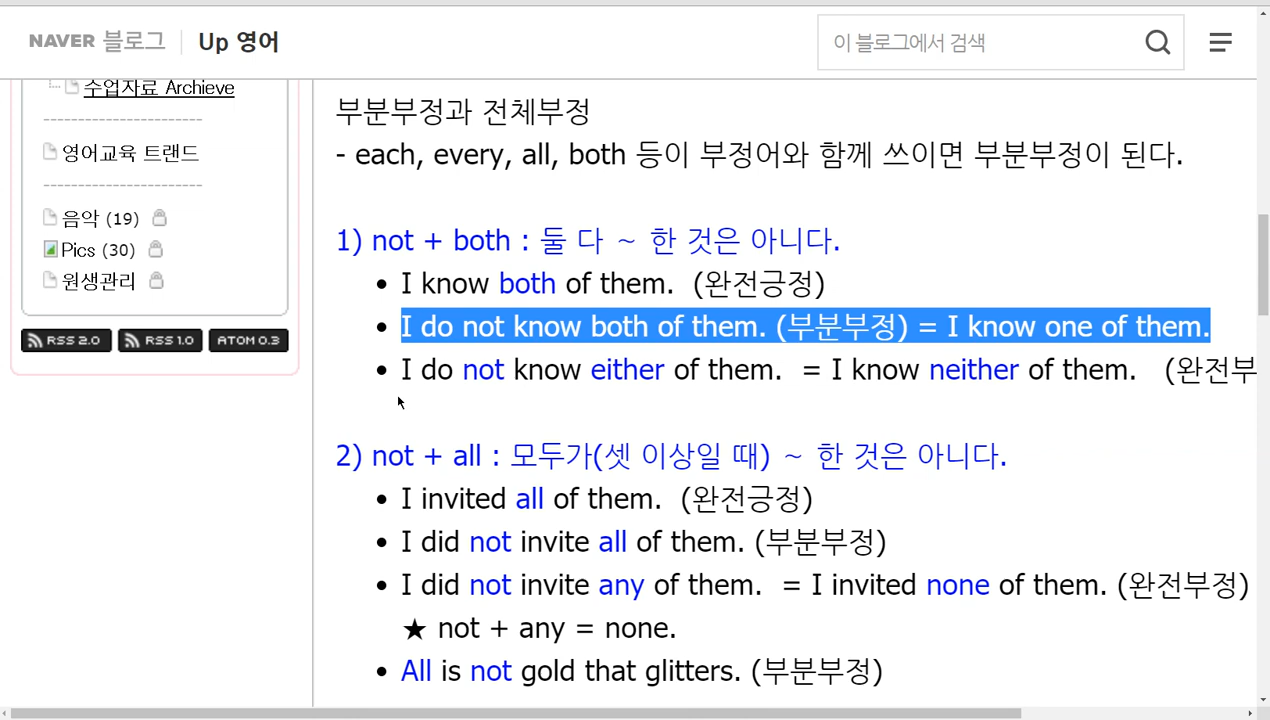 NAVER 블로그 Up 영어
이 블로그에서 검색
수업자료 Archieve
영어교육 트랜드
음악 (19)
Pics (30)
원생관리
RSS 2.0 RSS 1.0 ATOM 0.3
부분부정과 전체부정
- each, every, all, both 등이 부정어와 함께 쓰이면 부분부정이 된다.
1) not + both : 둘 다 ~ 한 것은 아니다.
• I know both of them. (완전긍정)
• I do not know both of them. (부분부정) = I know one of them.
• I do not know either of them. = I know neither of them. (완전부
2) not + all : 모두가(셋 이상일 때) ~ 한 것은 아니다.
• I invited all of them. (완전긍정)
• I did not invite all of them. (부분부정)
• I did not invite any of them. = I invited none of them. (완전부정)
★ not + any = none.
• All is not gold that glitters. (부분부정)